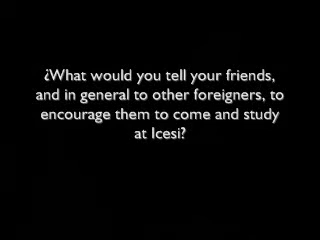 ¿What would you tell your friends,
and in general to other foreigners, to
encourage them to come and study
at Icesi?